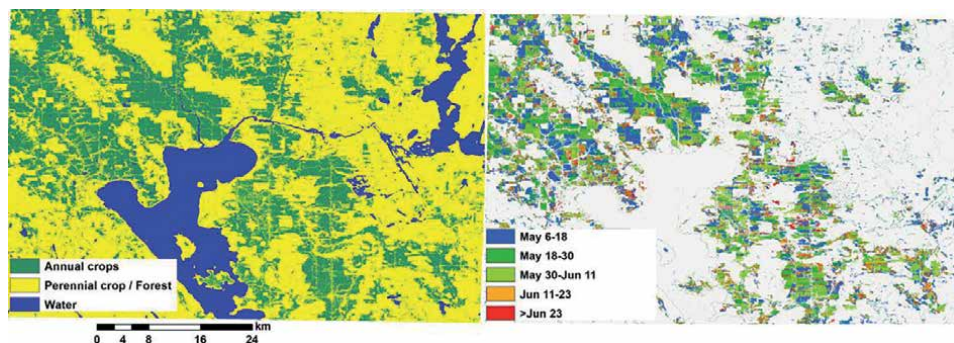 Annual crops
Perennial crop / Forest
Water
0 4 8 16 24
km
May 6-18
May 18-30
May 30-Jun 11
Jun 11-23
>Jun 23